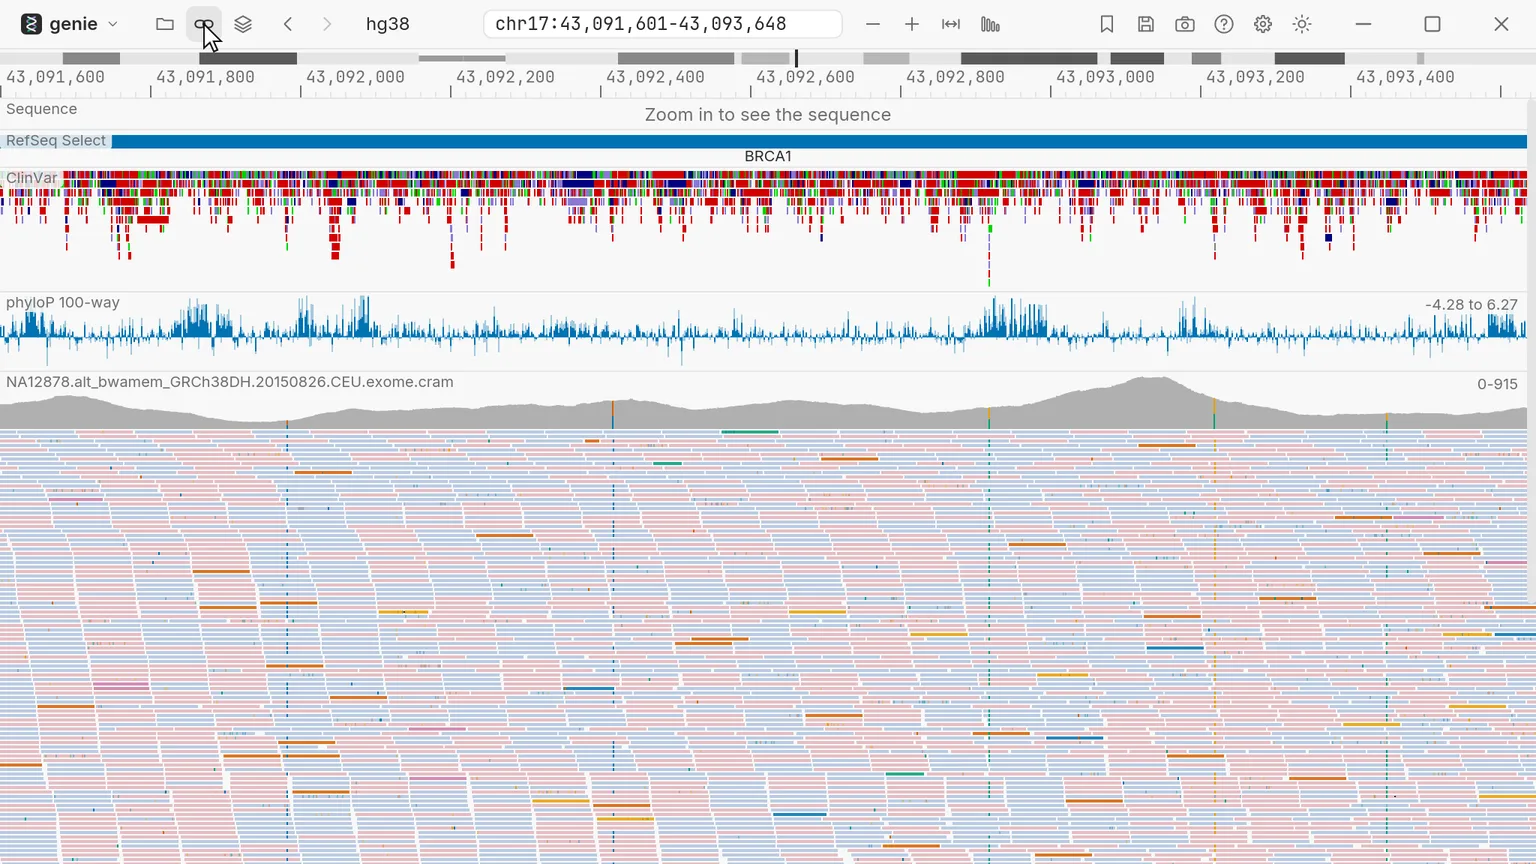 genie
hg38
chr17:43,091,601-43,093,648
43,091,600 43,091,800 43,092,000 43,092,200 43,092,400 43,092,600 43,092,800 43,093,000 43,093,200 43,093,400
Sequence
Zoom in to see the sequence
RefSeq Select
BRCA1
ClinVar
phyloP 100-way
-4.28 to 6.27
NA12878.alt_bwamem_GRCh38DH.20150826.CEU.exome.cram
0-915